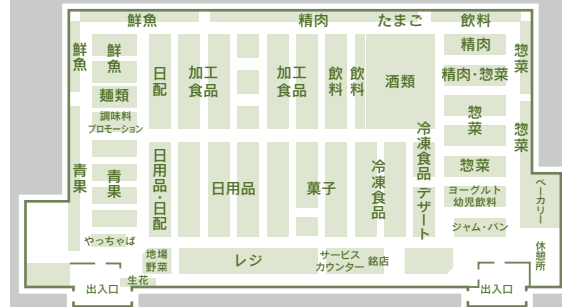 鮮魚
精肉
たまご
飲料
鮮魚
鮮魚
日配
加工
食品
加工
食品
飲料
飲料
酒類
精肉
惣菜
精肉・惣菜
麺類
調味料
プロモーション
惣菜
惣菜
冷凍食品
青果
青果
日用品・日配
日用品
菓子
冷凍食品
デザート
惣菜
ヨーグルト
幼児飲料
ベーカリー
ジャム・パン
やっちゃば
地場
野菜
レジ
サービス
カウンター
銘店
休憩所
生花
出入口
出入口